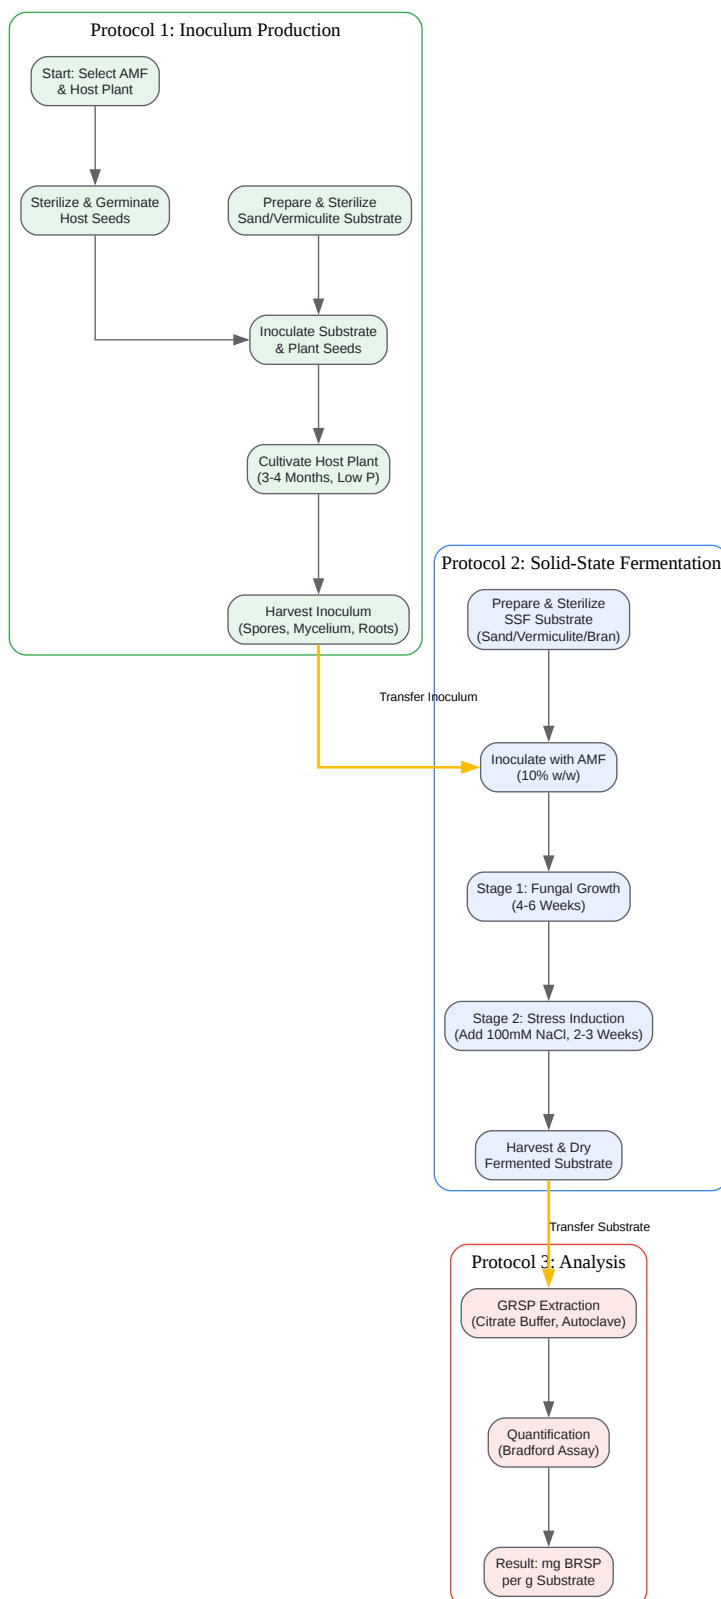 Protocol 1: Inoculum Production
Start: Select AMF
& Host Plant
Sterilize & Germinate
Host Seeds
Prepare & Sterilize
Sand/Vermiculite Substrate
Inoculate Substrate
& Plant Seeds
Cultivate Host Plant
(3-4 Months, Low P)
Harvest Inoculum
(Spores, Mycelium, Roots)
Transfer Inoculum
Protocol 2: Solid-State Fermentation
Prepare & Sterilize
SSF Substrate
(Sand/Vermiculite/Bran)
Inoculate with AMF
(10% w/w)
Stage 1: Fungal Growth
(4-6 Weeks)
Stage 2: Stress Induction
(Add 100mM NaCl, 2-3 Weeks)
Harvest & Dry
Fermented Substrate
Transfer Substrate
Protocol 3: Analysis
GRSP Extraction
(Citrate Buffer, Autoclave)
Quantification
(Bradford Assay)
Result: mg BRSP
per g Substrate